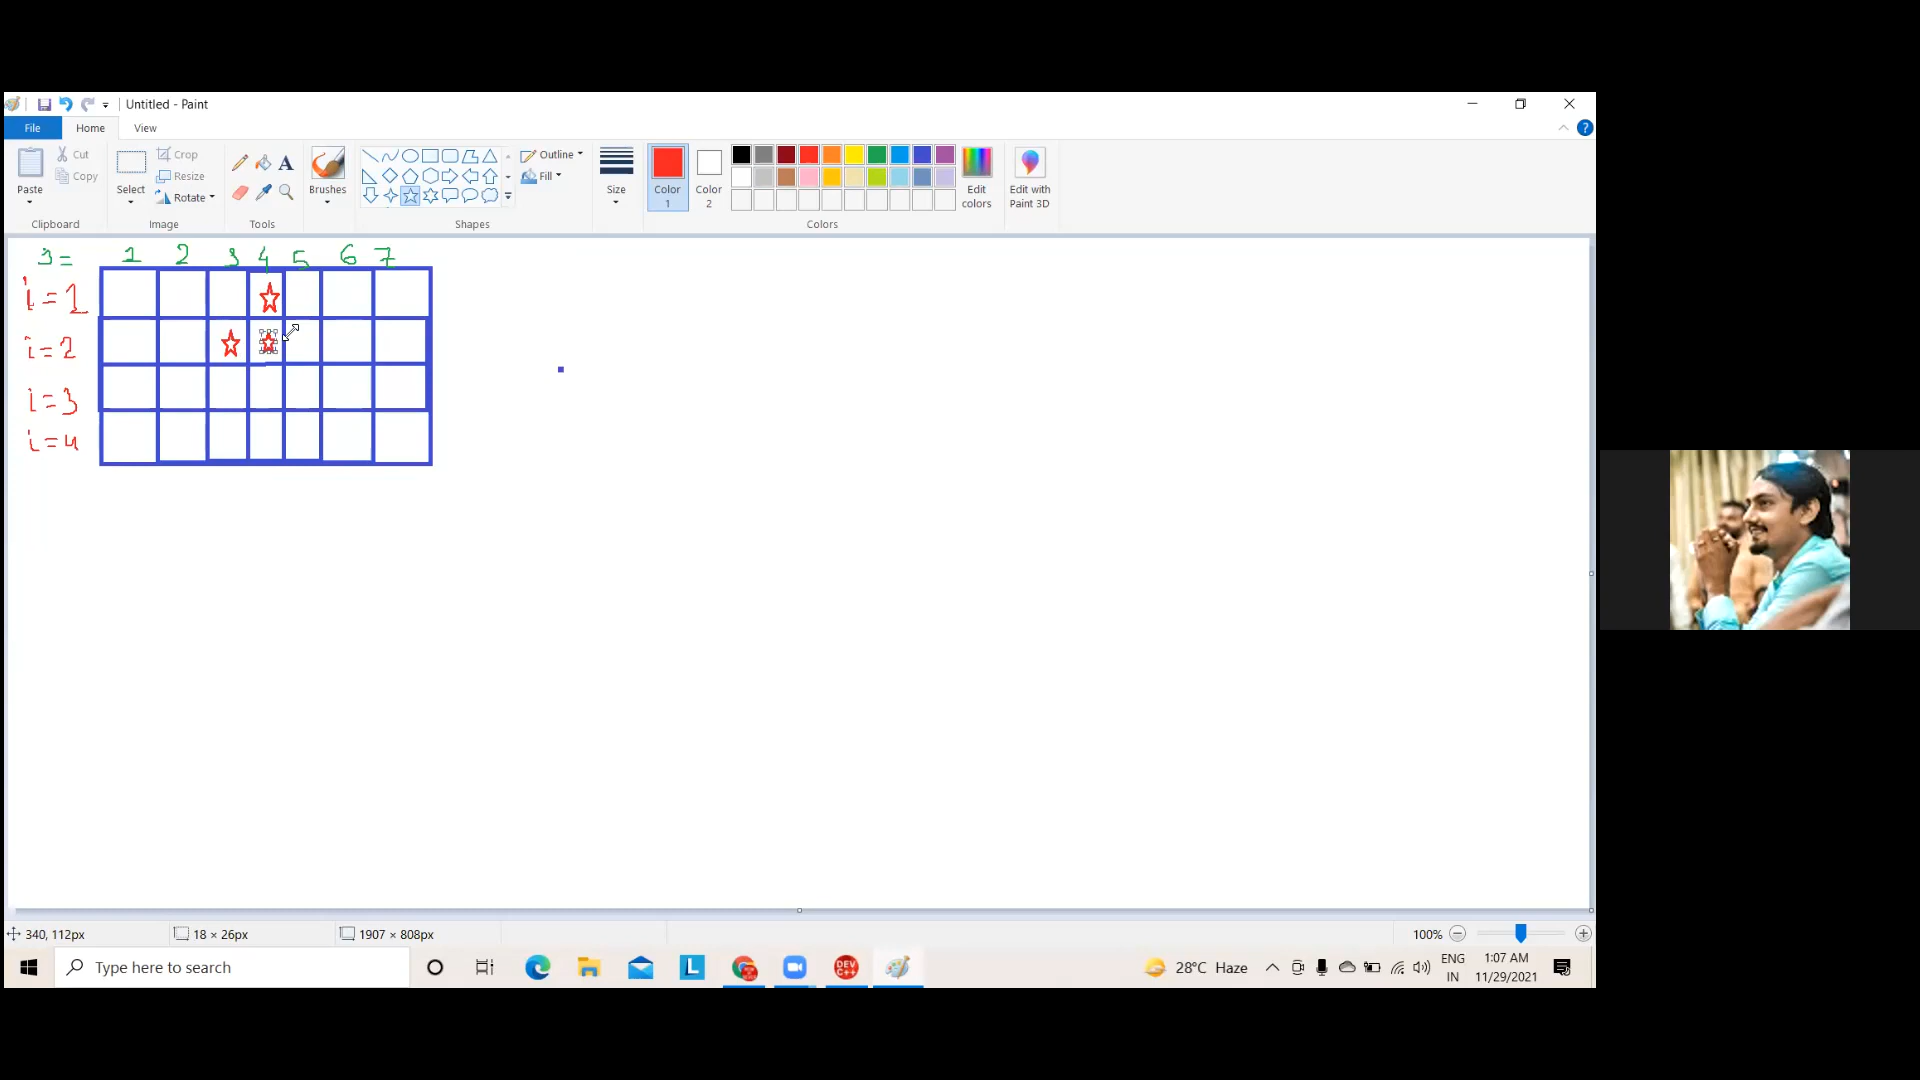 Untitled - Paint
File Home View
Paste Cut Copy
Clipboard
Select Crop Resize Rotate
Image
A
Tools
Brushes
Shapes
Outline
Fill
Size
Color 1
Color 2
Edit colors
Colors
Edit with Paint 3D
?
3 = 1 2 3 4 5 6 7
i = 1
i = 2
i = 3
i = 4
340, 112px 18 × 26px 1907 × 808px 100%
Type here to search
L
DEV C++
28°C Haze
ENG IN
1:07 AM
11/29/2021